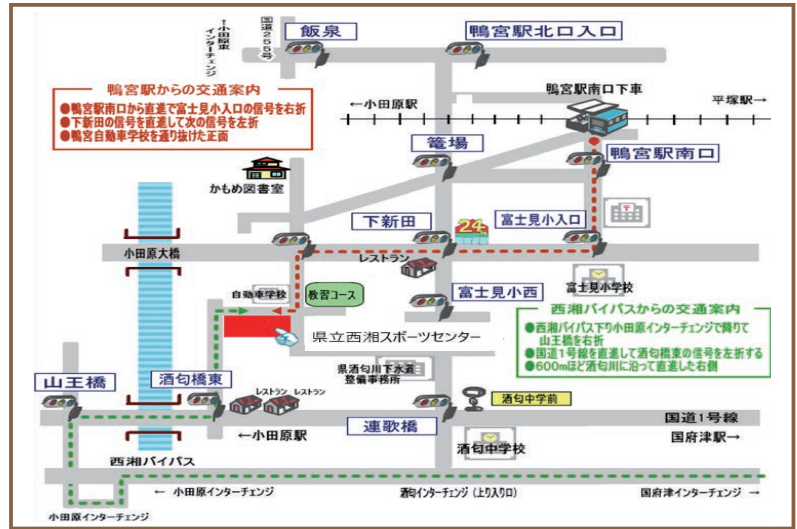 ↑小田原東インターチェンジ
国道255号
飯泉
鴨宮駅北口入口
鴨宮駅からの交通案内
●鴨宮駅南口から直進で富士見小入口の信号を右折
●下新田の信号を直進して次の信号を左折
●鴨宮自動車学校を通り抜けた正面
鴨宮駅南口下車
←小田原駅
平塚駅→
篭場
鴨宮駅南口
かもめ図書室
下新田
24
富士見小入口
小田原大橋
レストラン
富士見小学校
自動車学校
教習コース
富士見小西
西湘バイパスからの交通案内
●西湘バイパス下り小田原インターチェンジで降りて
山王橋を右折
●国道1号線を直進して酒匂橋東の信号を左折する
●600mほど酒匂川に沿って直進した右側
県立西湘スポーツセンター
県酒匂川下水道
整備事務所
山王橋
酒匂橋東
レストラン レストラン
酒匂中学前
←小田原駅
連歌橋
国道1号線
国府津駅→
酒匂中学校
西湘バイパス
← 小田原インターチェンジ
酒匂インターチェンジ (上り入り口)
国府津インターチェンジ →
小田原インターチェンジ